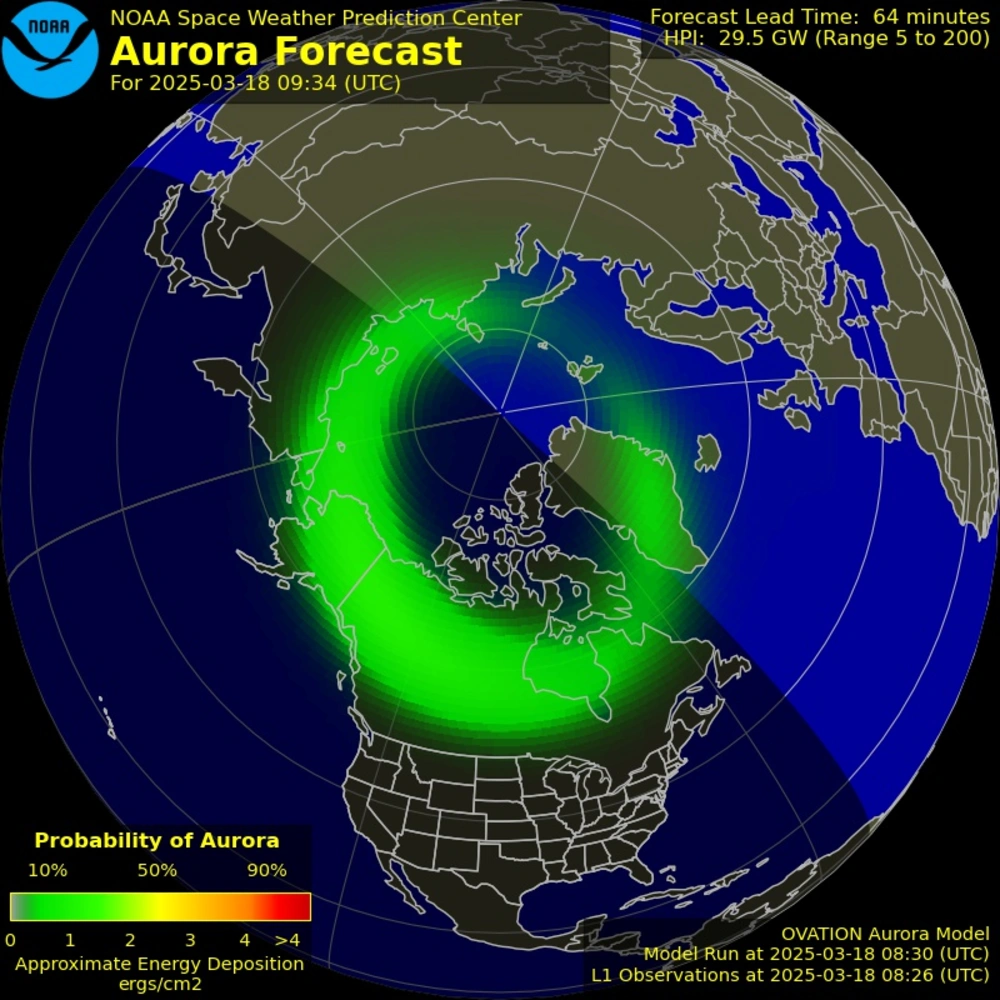 NOAA
NOAA Space Weather Prediction Center
Aurora Forecast
For 2025-03-18 09:34 (UTC)
Forecast Lead Time: 64 minutes
HPI: 29.5 GW (Range 5 to 200)
Probability of Aurora
10% 50% 90%
0 1 2 3 4 >4
Approximate Energy Deposition
ergs/cm2
OVATION Aurora Model
Model Run at 2025-03-18 08:30 (UTC)
L1 Observations at 2025-03-18 08:26 (UTC)